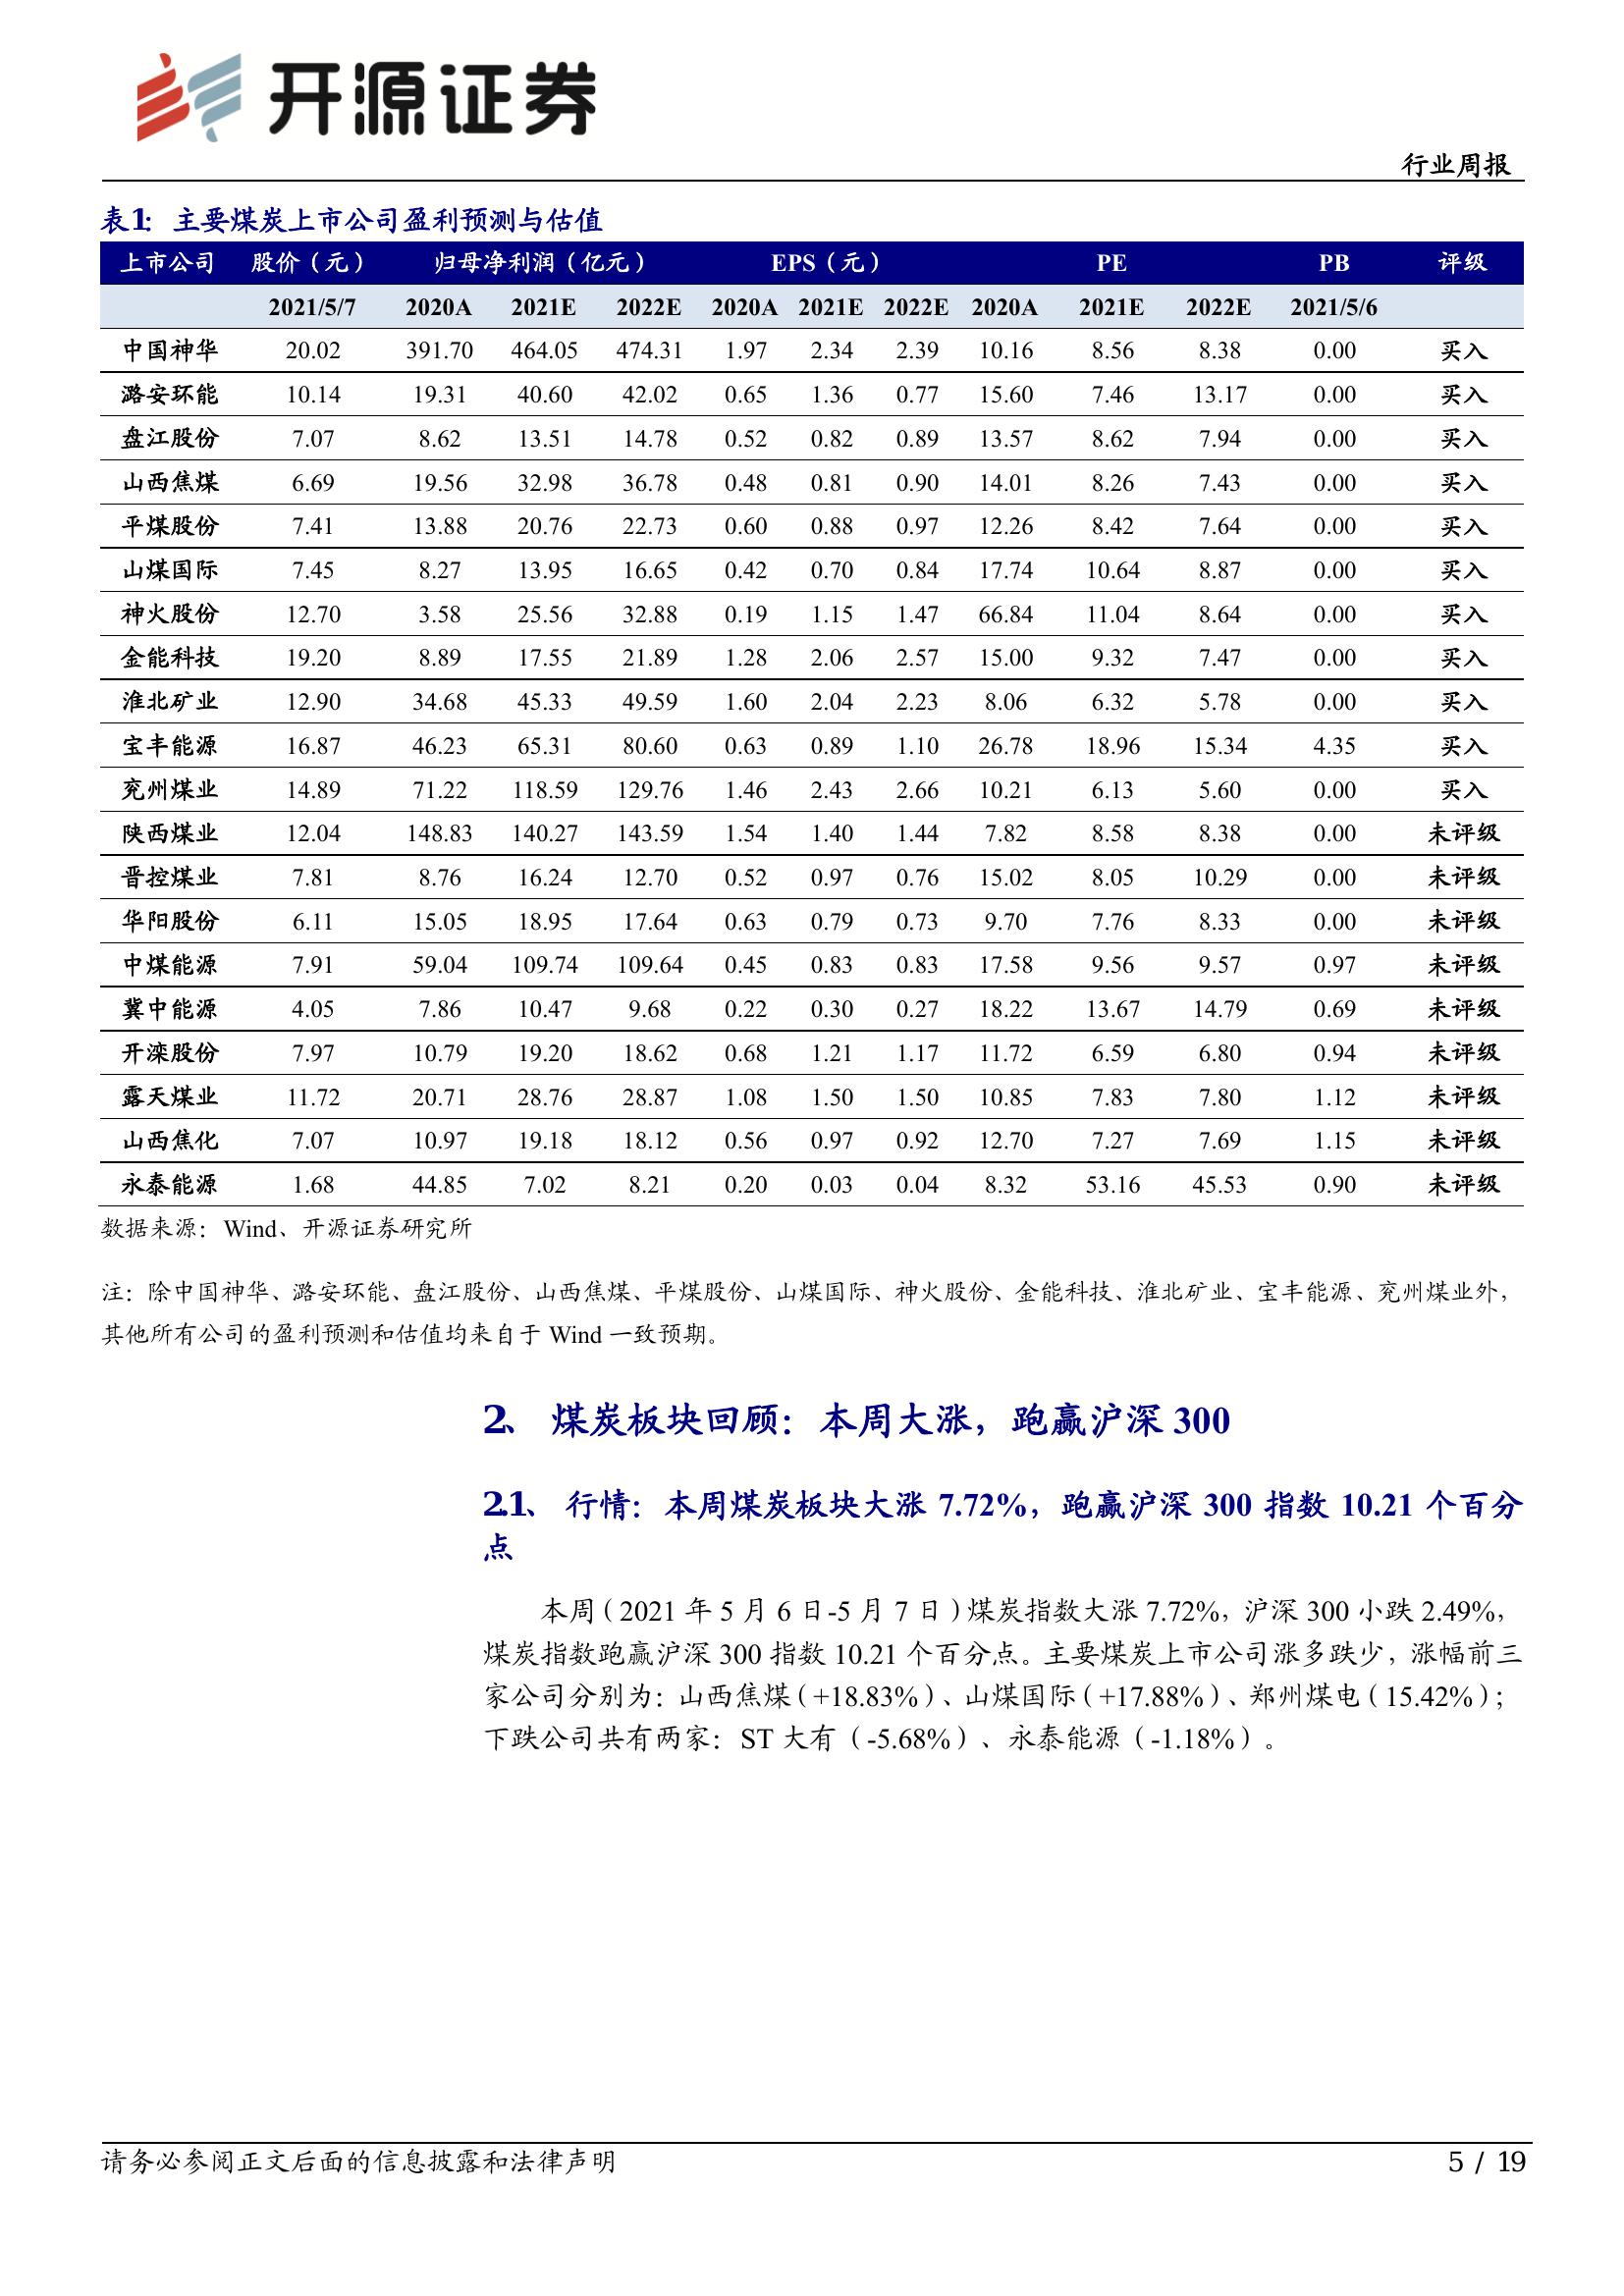 开源证券
行业周报
表1：主要煤炭上市公司盈利预测与估值
上市公司 股价（元） 归母净利润（亿元） EPS（元） PE PB 评级
2021/5/7 2020A 2021E 2022E 2020A 2021E 2022E 2020A 2021E 2022E 2021/5/6
中国神华 20.02 391.70 464.05 474.31 1.97 2.34 2.39 10.16 8.56 8.38 0.00 买入
潞安环能 10.14 19.31 40.60 42.02 0.65 1.36 0.77 15.60 7.46 13.17 0.00 买入
盘江股份 7.07 8.62 13.51 14.78 0.52 0.82 0.89 13.57 8.62 7.94 0.00 买入
山西焦煤 6.69 19.56 32.98 36.78 0.48 0.81 0.90 14.01 8.26 7.43 0.00 买入
平煤股份 7.41 13.88 20.76 22.73 0.60 0.88 0.97 12.26 8.42 7.64 0.00 买入
山煤国际 7.45 8.27 13.95 16.65 0.42 0.70 0.84 17.74 10.64 8.87 0.00 买入
神火股份 12.70 3.58 25.56 32.88 0.19 1.15 1.47 66.84 11.04 8.64 0.00 买入
金能科技 19.20 8.89 17.55 21.89 1.28 2.06 2.57 15.00 9.32 7.47 0.00 买入
淮北矿业 12.90 34.68 45.33 49.59 1.60 2.04 2.23 8.06 6.32 5.78 0.00 买入
宝丰能源 16.87 46.23 65.31 80.60 0.63 0.89 1.10 26.78 18.96 15.34 4.35 买入
兖州煤业 14.89 71.22 118.59 129.76 1.46 2.43 2.66 10.21 6.13 5.60 0.00 买入
陕西煤业 12.04 148.83 140.27 143.59 1.54 1.40 1.44 7.82 8.58 8.38 0.00 未评级
晋控煤业 7.81 8.76 16.24 12.70 0.52 0.97 0.76 15.02 8.05 10.29 0.00 未评级
华阳股份 6.11 15.05 18.95 17.64 0.63 0.79 0.73 9.70 7.76 8.33 0.00 未评级
中煤能源 7.91 59.04 109.74 109.64 0.45 0.83 0.83 17.58 9.56 9.57 0.97 未评级
冀中能源 4.05 7.86 10.47 9.68 0.22 0.30 0.27 18.22 13.67 14.79 0.69 未评级
开滦股份 7.97 10.79 19.20 18.62 0.68 1.21 1.17 11.72 6.59 6.80 0.94 未评级
露天煤业 11.72 20.71 28.76 28.87 1.08 1.50 1.50 10.85 7.83 7.80 1.12 未评级
山西焦化 7.07 10.97 19.18 18.12 0.56 0.97 0.92 12.70 7.27 7.69 1.15 未评级
永泰能源 1.68 44.85 7.02 8.21 0.20 0.03 0.04 8.32 53.16 45.53 0.90 未评级
数据来源：Wind、开源证券研究所
注：除中国神华、潞安环能、盘江股份、山西焦煤、平煤股份、山煤国际、神火股份、金能科技、淮北矿业、宝丰能源、兖州煤业外，
其他所有公司的盈利预测和估值均来自于 Wind 一致预期。
2、 煤炭板块回顾：本周大涨，跑赢沪深 300
2.1、 行情：本周煤炭板块大涨 7.72%，跑赢沪深 300 指数 10.21 个百分
点
本周（2021 年 5 月 6 日-5 月 7 日）煤炭指数大涨 7.72%，沪深 300 小跌 2.49%，
煤炭指数跑赢沪深 300 指数 10.21 个百分点。主要煤炭上市公司涨多跌少，涨幅前三
家公司分别为：山西焦煤（+18.83%）、山煤国际（+17.88%）、郑州煤电（15.42%）；
下跌公司共有两家：ST 大有（-5.68%）、永泰能源（-1.18%）。
请务必参阅正文后面的信息披露和法律声明
5 / 19